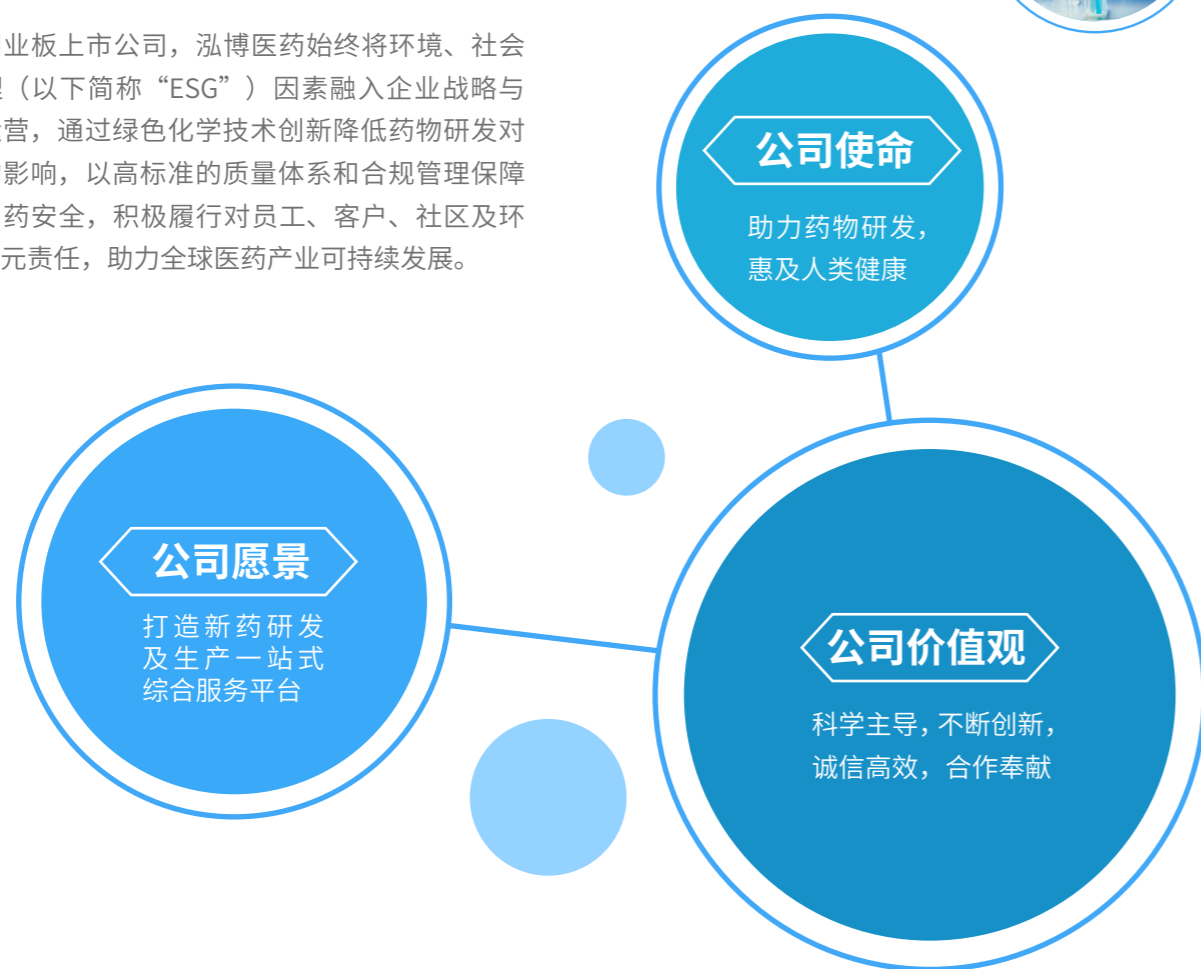 业板上市公司，泓博医药始终将环境、社会
（以下简称“ESG”）因素融入企业战略与
营，通过绿色化学技术创新降低药物研发对
影响，以高标准的质量体系和合规管理保障
药安全，积极履行对员工、客户、社区及环
元责任，助力全球医药产业可持续发展。
公司使命
助力药物研发，
惠及人类健康
公司愿景
打造新药研发
及生产一站式
综合服务平台
公司价值观
科学主导，不断创新，
诚信高效，合作奉献